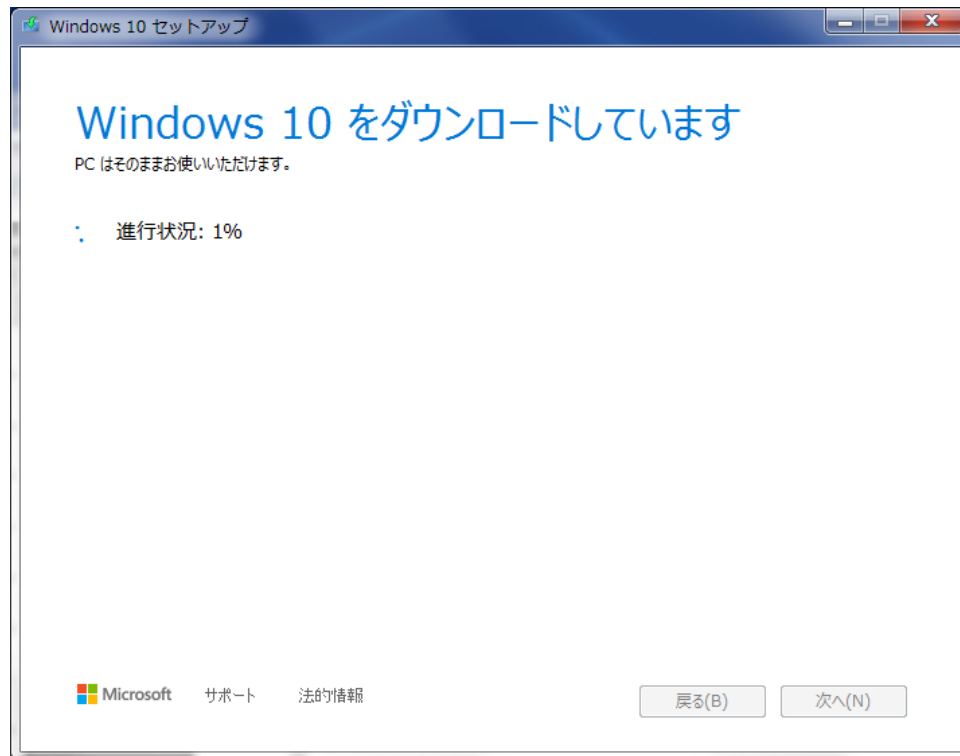 Windows 10 セットアップ
Windows 10 をダウンロードしています
PC はそのままお使いいただけます。
進行状況: 1%
Microsoft サポート 法的情報 戻る(B) 次へ(N)